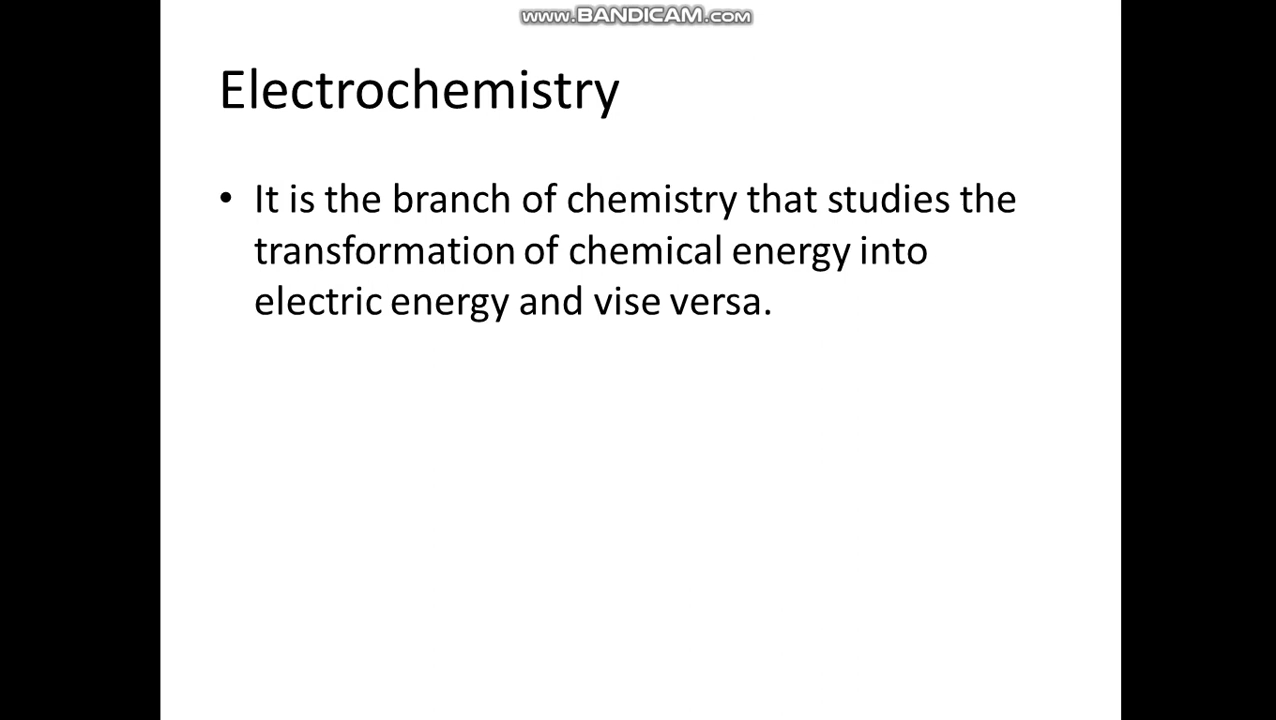 www.BANDICAM.com
Electrochemistry
• It is the branch of chemistry that studies the
transformation of chemical energy into
electric energy and vise versa.